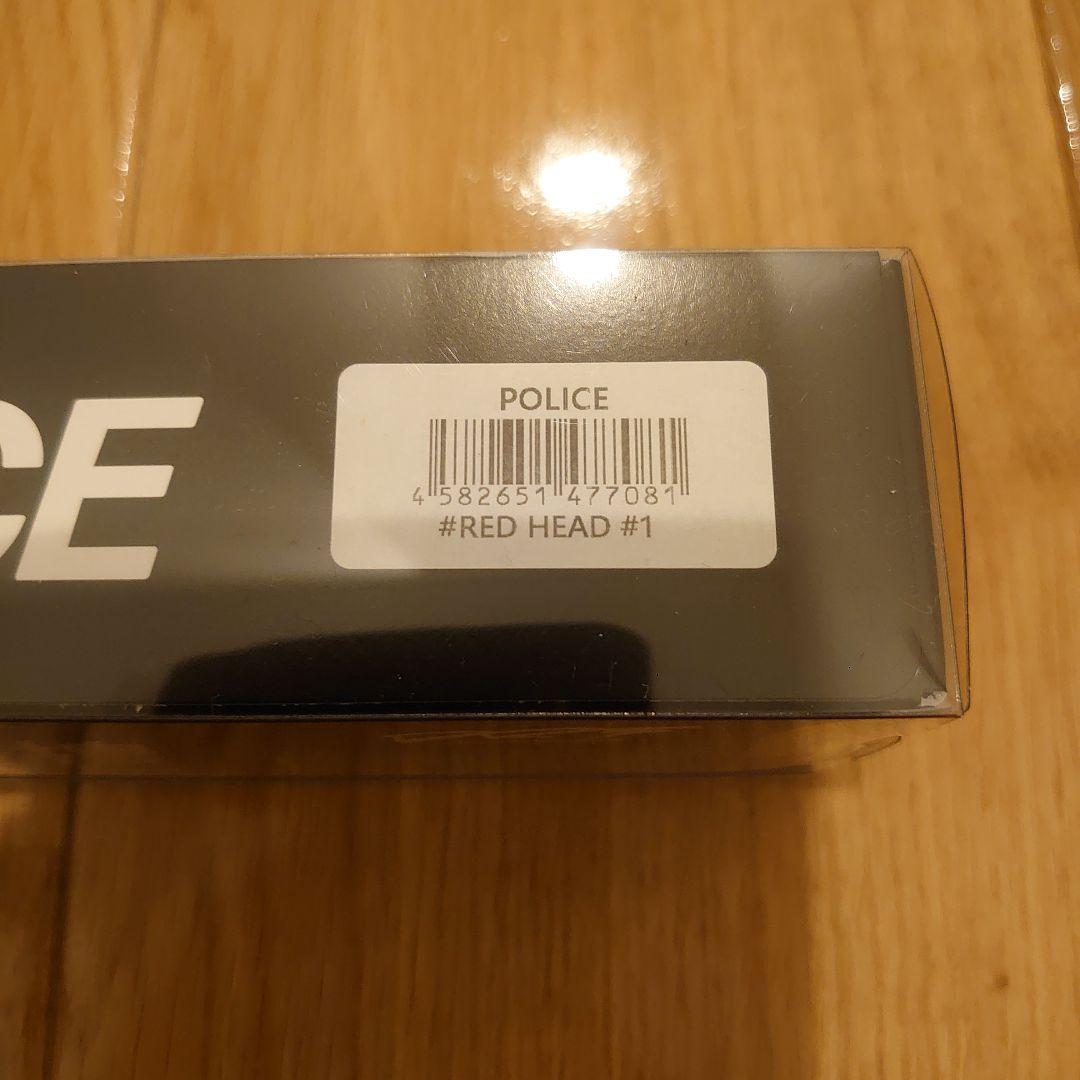 CE
POLICE
4 582651 477081
#RED HEAD #1